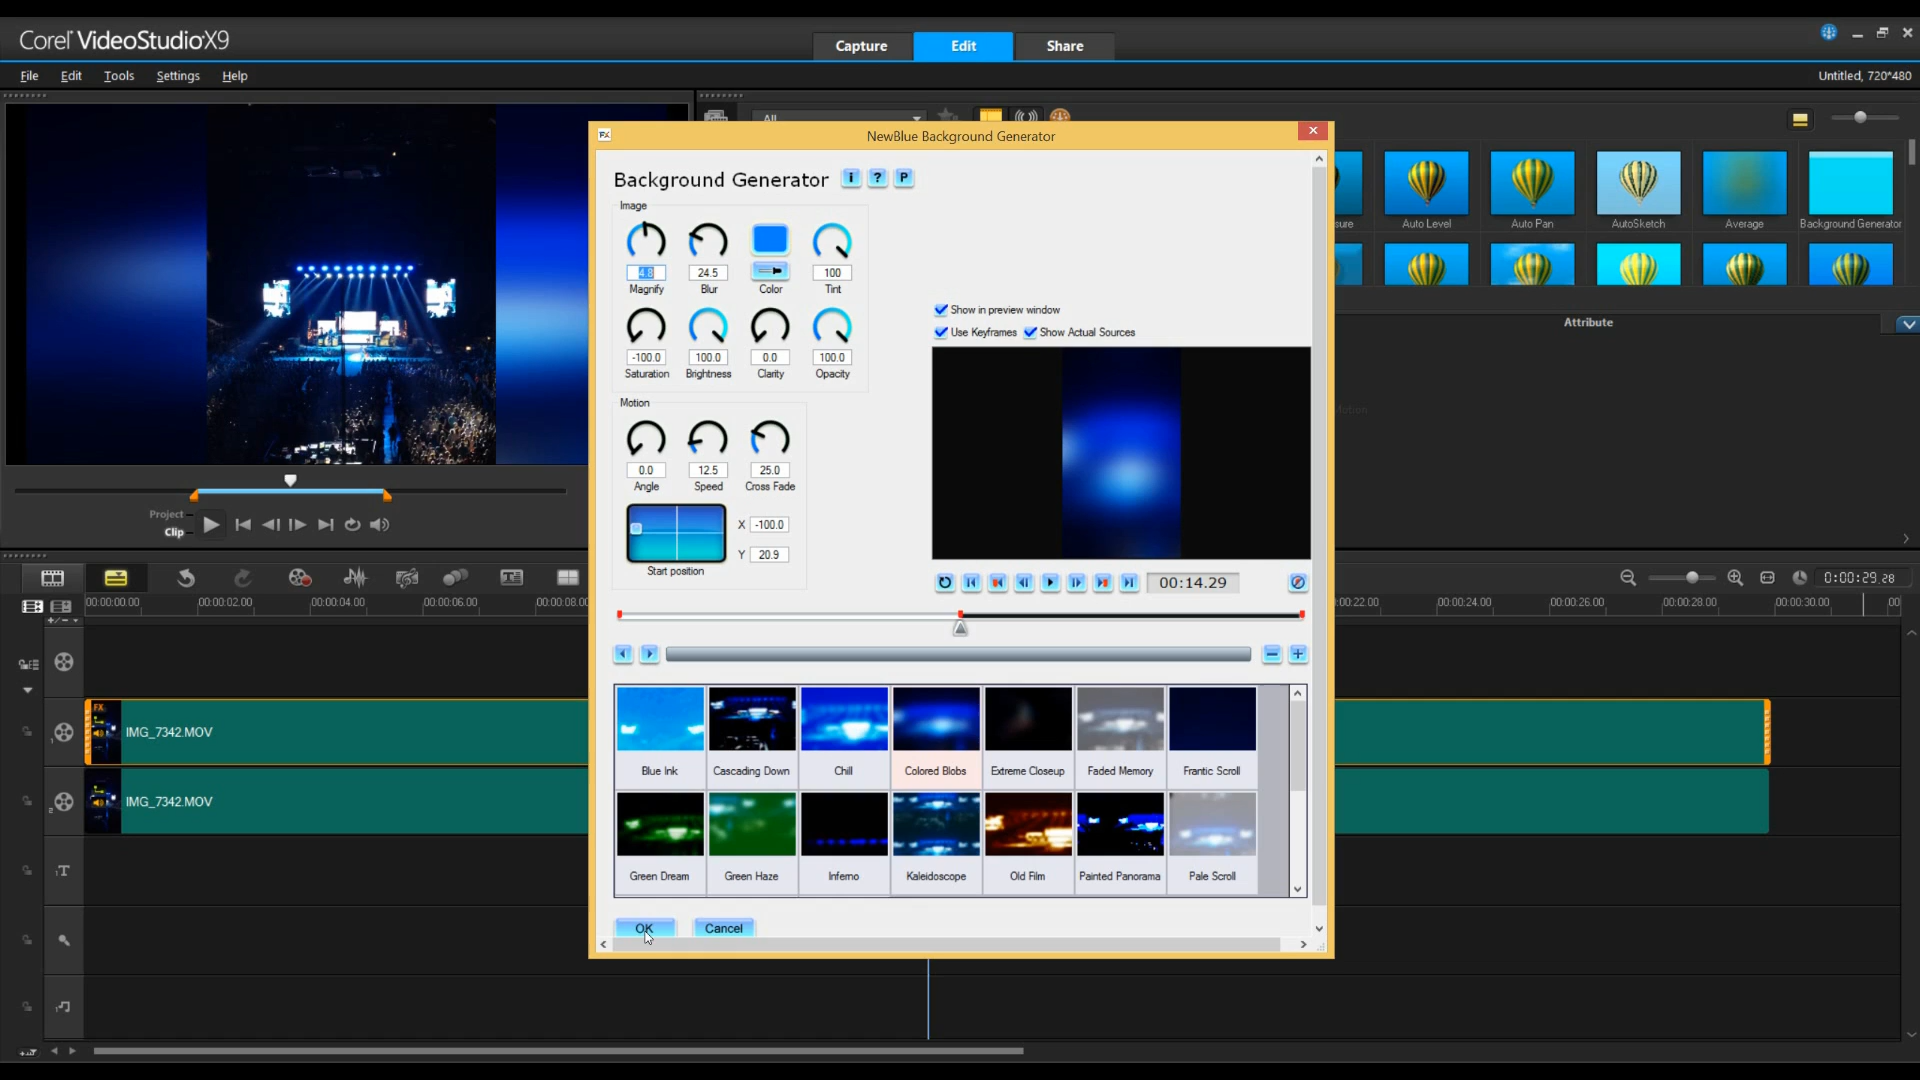 Corel VideoStudio X9
Capture
Edit
Share
File Edit Tools Settings Help
Untitled, 720*480
All
FX
NewBlue Background Generator
Background Generator i ? P
Image
4.8 24.5 100
Magnify Blur Color Tint
-100.0 100.0 0.0 100.0
Saturation Brightness Clarity Opacity
Motion
0.0 12.5 25.0
Angle Speed Cross Fade
X -100.0
Y 20.9
Start position
Show in preview window
Use Keyframes Show Actual Sources
00:14.29
Blue Ink Cascading Down Chill Colored Blobs Extreme Closeup Faded Memory Frantic Scroll
Green Dream Green Haze Inferno Kaleidoscope Old Film Painted Panorama Pale Scroll
OK Cancel
Auto Level Auto Pan AutoSketch Average Background Generator
Attribute
Project
Clip
0:00:29.28
00:00:00.00 00:00:02.00 00:00:04.00 00:00:06.00 00:00:08.00 00:00:24.00 00:00:26.00 00:00:28.00 00:00:30.00
FX
IMG_7342.MOV
IMG_7342.MOV